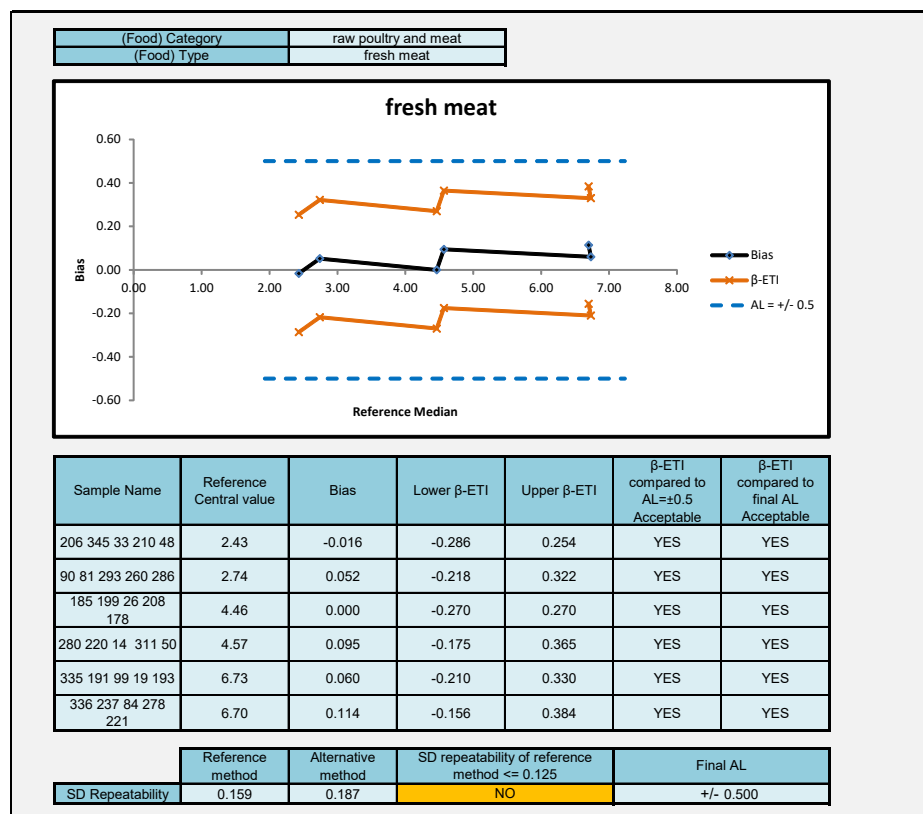 (Food) Category raw poultry and meat
(Food) Type fresh meat
fresh meat
0.60
0.40
0.20
0.00
-0.20
-0.40
-0.60
0.00 1.00 2.00 3.00 4.00 5.00 6.00 7.00 8.00
Bias
Reference Median
Bias
β-ETI
AL = +/- 0.5
Sample Name Reference Central value Bias Lower β-ETI Upper β-ETI β-ETI compared to AL=±0.5 Acceptable β-ETI compared to final AL Acceptable
206 345 33 210 48 2.43 -0.016 -0.286 0.254 YES YES
90 81 293 260 286 2.74 0.052 -0.218 0.322 YES YES
185 199 26 208 178 4.46 0.000 -0.270 0.270 YES YES
280 220 14 311 50 4.57 0.095 -0.175 0.365 YES YES
335 191 99 19 193 6.73 0.060 -0.210 0.330 YES YES
336 237 84 278 221 6.70 0.114 -0.156 0.384 YES YES
Reference method Alternative method SD repeatability of reference method <= 0.125 Final AL
SD Repeatability 0.159 0.187 NO +/- 0.500